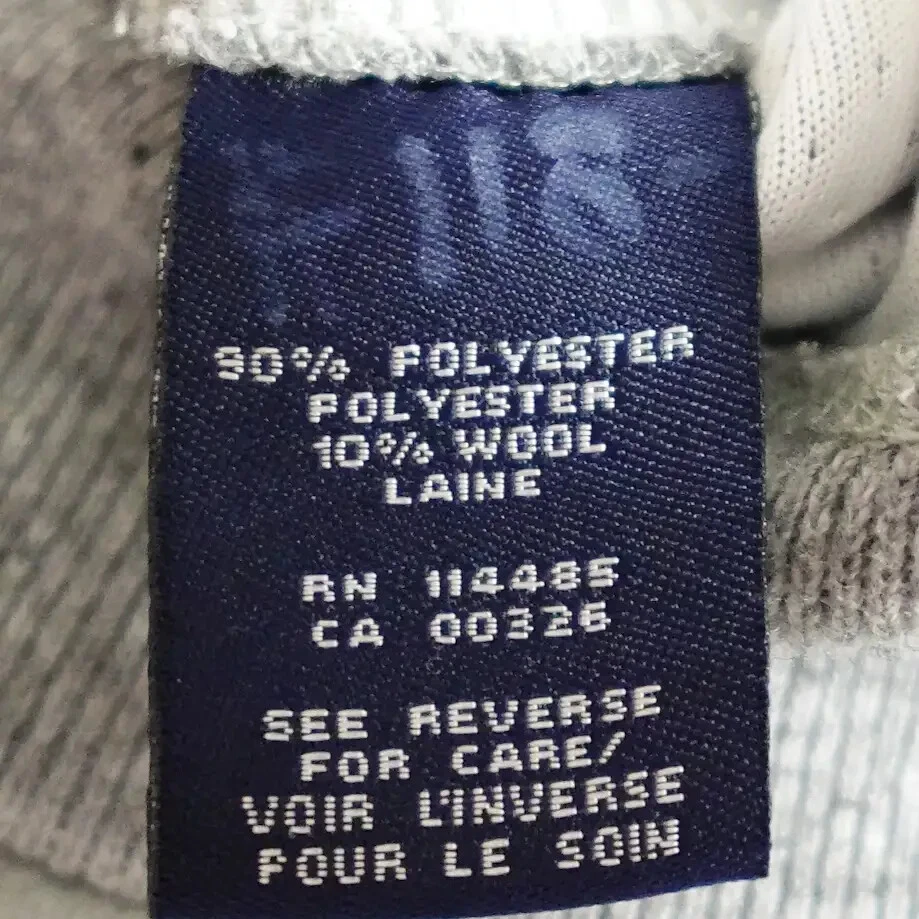 118
90% POLYESTER
POLYESTER
10% WOOL
LAINE
RN 114485
CA 00326
SEE REVERSE
FOR CARE/
VOIR L'INVERSE
POUR LE SOIN